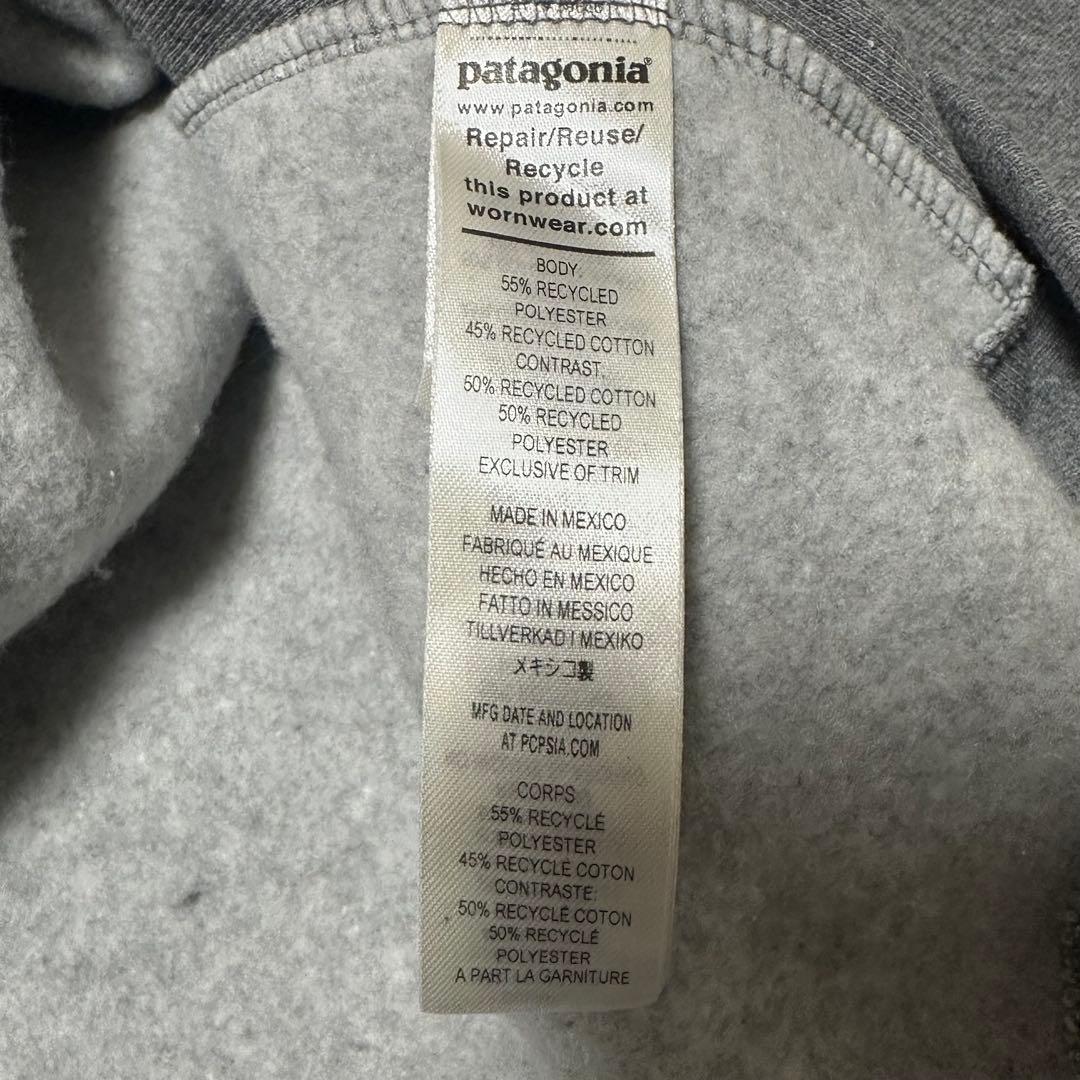 patagonia®
www.patagonia.com
Repair/Reuse/
Recycle
this product at
wornwear.com
BODY:
55% RECYCLED
POLYESTER
45% RECYCLED COTTON
CONTRAST:
50% RECYCLED COTTON
50% RECYCLED
POLYESTER
EXCLUSIVE OF TRIM
MADE IN MEXICO
FABRIQUÉ AU MEXIQUE
HECHO EN MEXICO
FATTO IN MESSICO
TILLVERKAD I MEXIKO
メキシコ製
MFG DATE AND LOCATION
AT PCPSIA.COM
CORPS:
55% RECYCLÉ
POLYESTER
45% RECYCLÉ COTON
CONTRASTE:
50% RECYCLÉ COTON
50% RECYCLÉ
POLYESTER
A PART LA GARNITURE